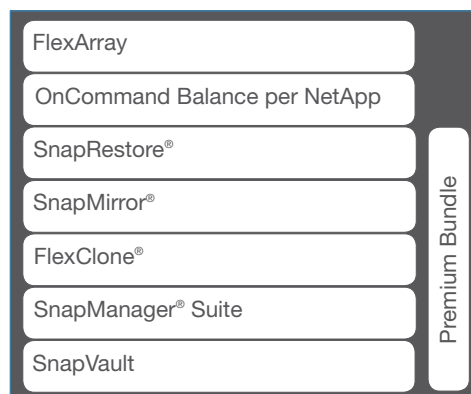 FlexArray
OnCommand Balance per NetApp
SnapRestore®
SnapMirror®
FlexClone®
SnapManager® Suite
SnapVault
Premium Bundle